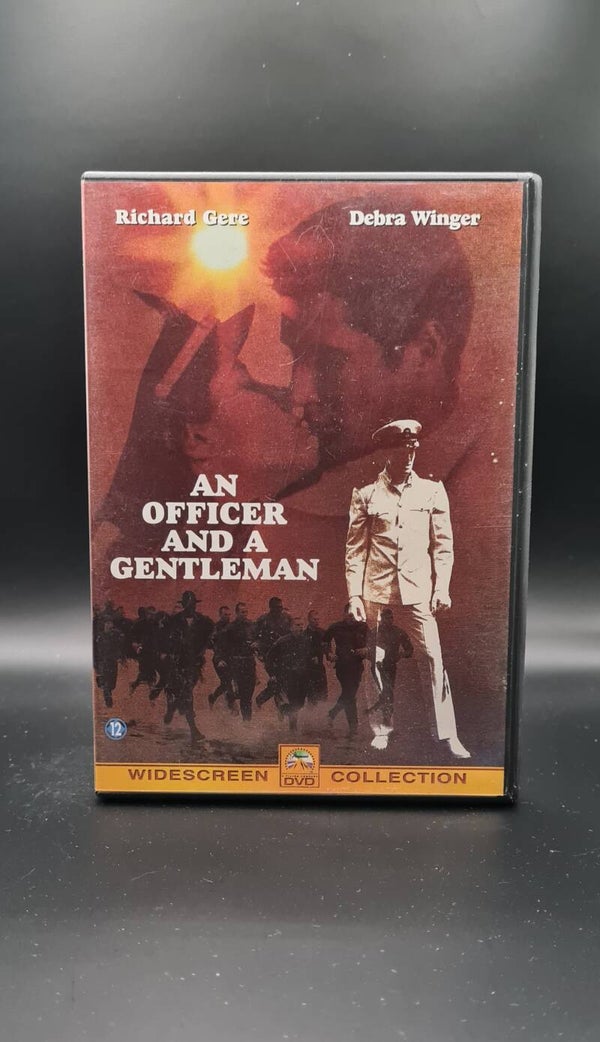 Richard Gere
Debra Winger
AN
OFFICER
AND A
GENTLEMAN
12
WIDESCREEN
DVD
COLLECTION